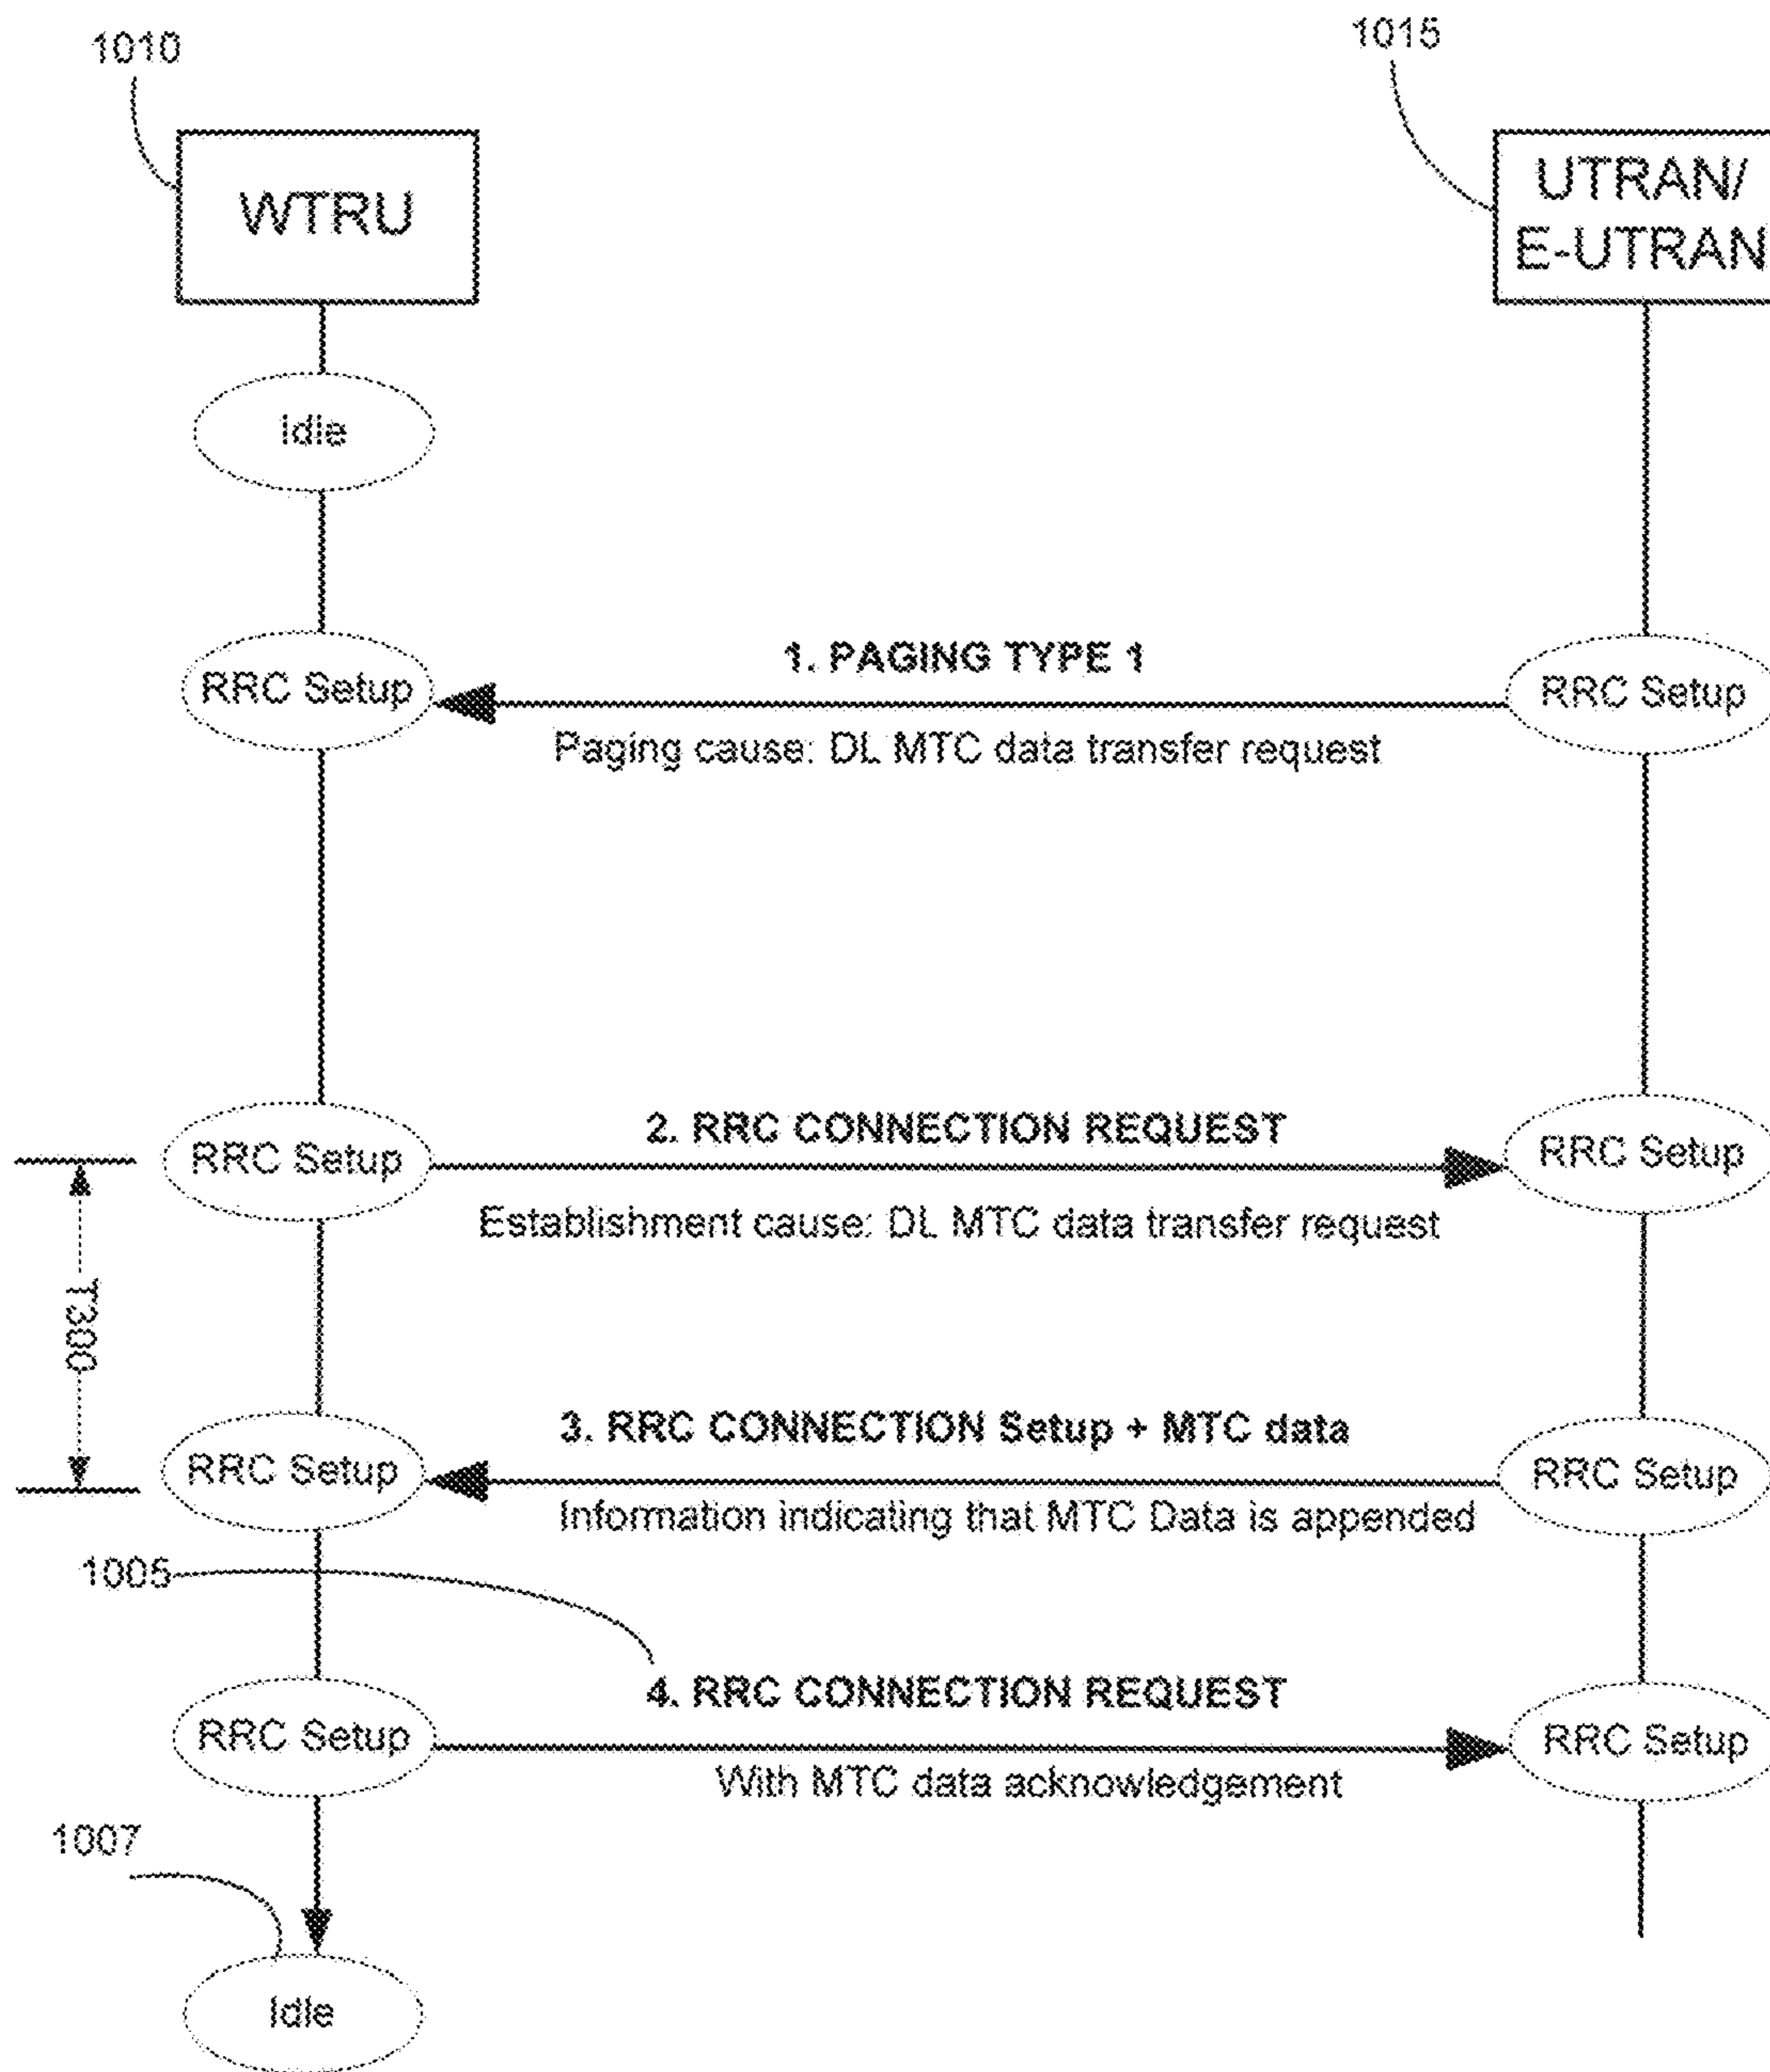 1010
1015
WTRU
UTRAN/
E-UTRAN
Idle
RRC Setup
1. PAGING TYPE 1
RRC Setup
Paging cause: DL MTC data transfer request
RRC Setup
2. RRC CONNECTION REQUEST
RRC Setup
Establishment cause: DL MTC data transfer request
T300
RRC Setup
3. RRC CONNECTION Setup + MTC data
RRC Setup
Information indicating that MTC Data is appended
1005
RRC Setup
4. RRC CONNECTION REQUEST
RRC Setup
With MTC data acknowledgement
1007
Idle